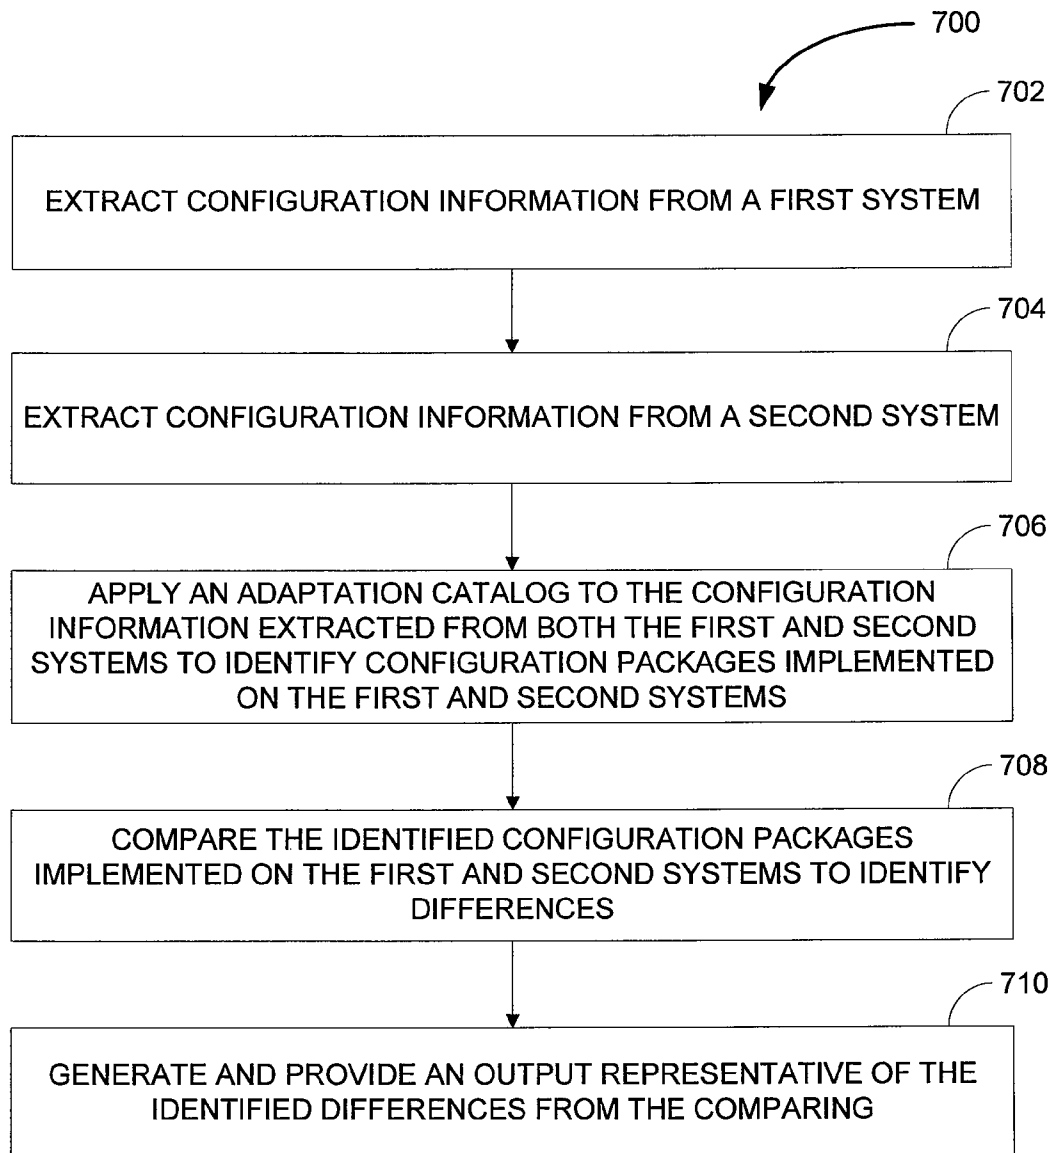 700
702
EXTRACT CONFIGURATION INFORMATION FROM A FIRST SYSTEM
704
EXTRACT CONFIGURATION INFORMATION FROM A SECOND SYSTEM
706
APPLY AN ADAPTATION CATALOG TO THE CONFIGURATION
INFORMATION EXTRACTED FROM BOTH THE FIRST AND SECOND
SYSTEMS TO IDENTIFY CONFIGURATION PACKAGES IMPLEMENTED
ON THE FIRST AND SECOND SYSTEMS
708
COMPARE THE IDENTIFIED CONFIGURATION PACKAGES
IMPLEMENTED ON THE FIRST AND SECOND SYSTEMS TO IDENTIFY
DIFFERENCES
710
GENERATE AND PROVIDE AN OUTPUT REPRESENTATIVE OF THE
IDENTIFIED DIFFERENCES FROM THE COMPARING